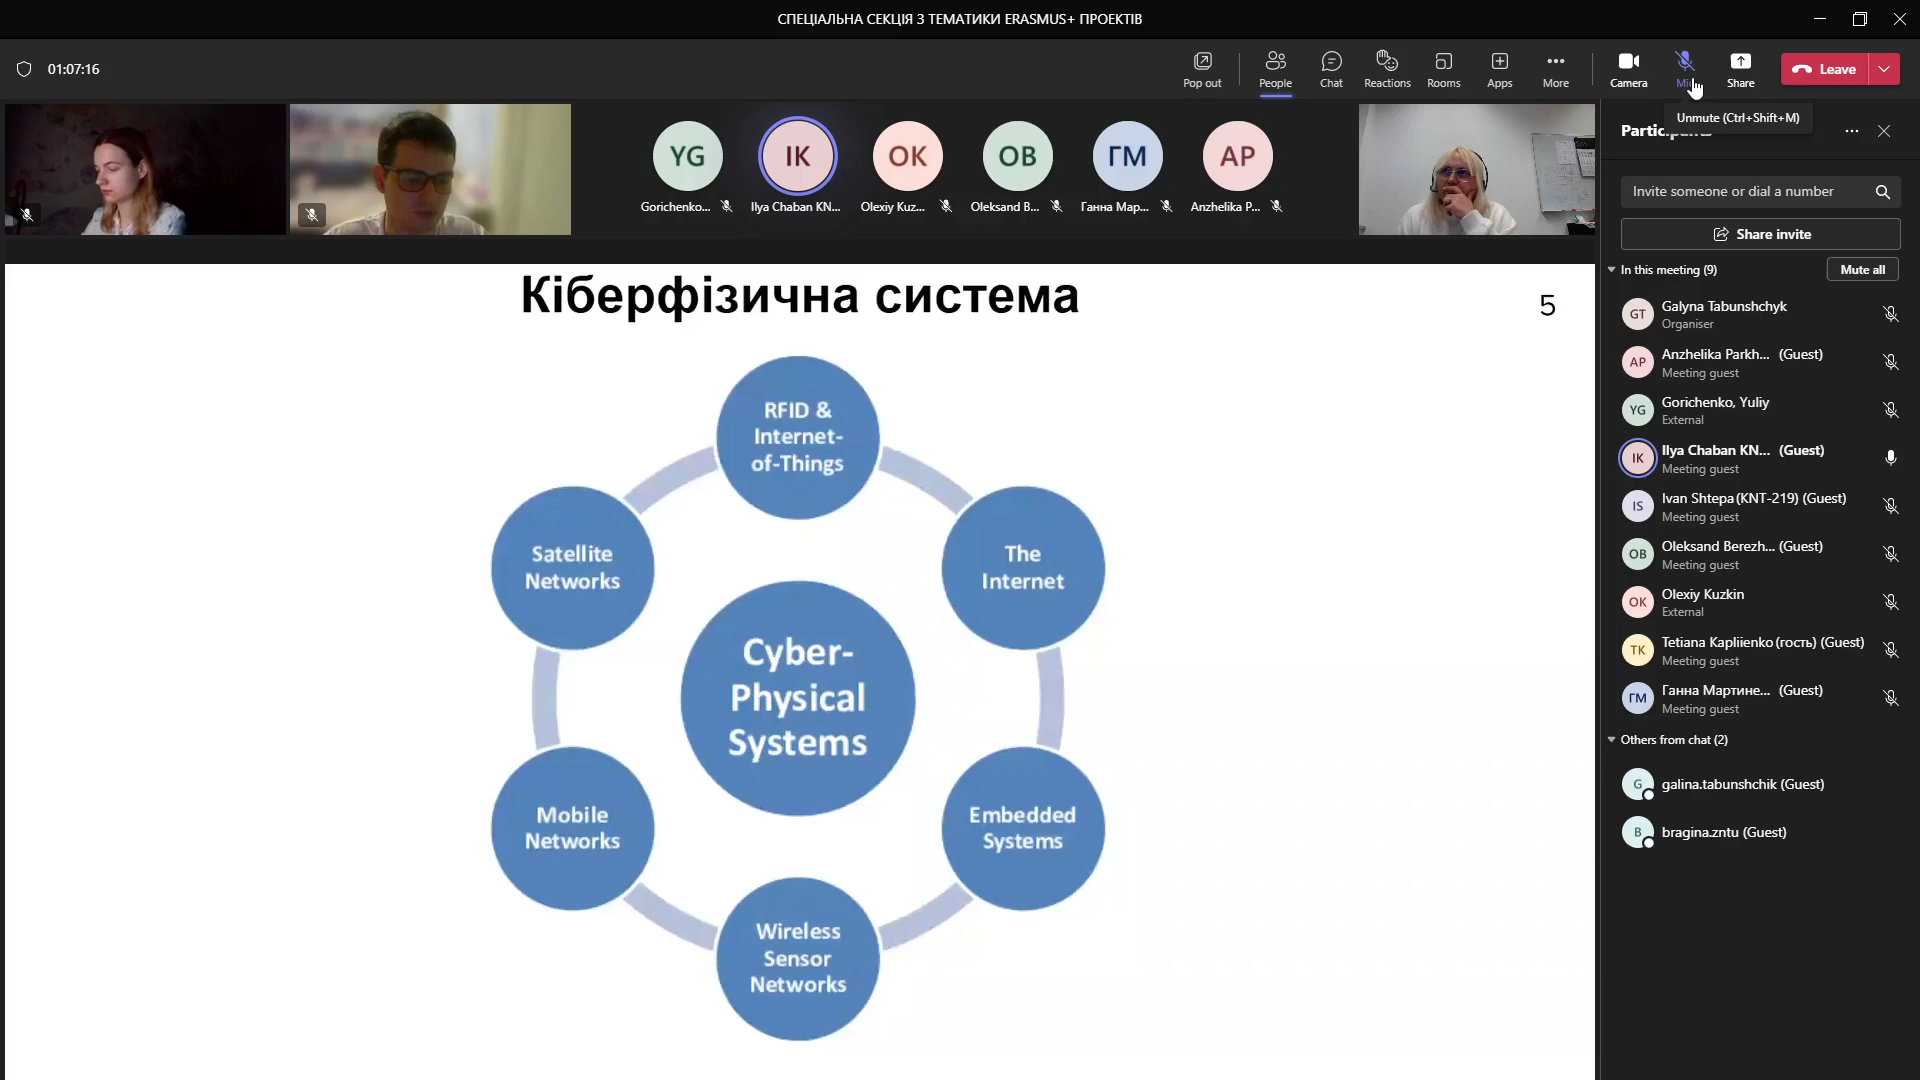 СПЕЦІАЛЬНА СЕКЦІЯ З ТЕМАТИКИ ERASMUS+ ПРОЕКТІВ
01:07:16
Pop out
People
Chat
Reactions
Rooms
Apps
More
Camera
Share
Leave
Unmute (Ctrl+Shift+M)
YG
IK
OK
OB
ГМ
AP
Gorichenko...
Ilya Chaban KN...
Olexiy Kuz...
Oleksand B...
Ганна Мар...
Anzhelika P...
Кіберфізична система
5
RFID &
Internet-
of-Things
Satellite
Networks
The
Internet
Cyber-
Physical
Systems
Mobile
Networks
Embedded
Systems
Wireless
Sensor
Networks
Invite someone or dial a number
Share invite
In this meeting (9)
Mute all
GT
Galyna Tabunshchyk
Organiser
AP
Anzhelika Parkh... (Guest)
Meeting guest
YG
Gorichenko, Yuliy
External
IK
Ilya Chaban KN... (Guest)
Meeting guest
IS
Ivan Shtepa(KNT-219) (Guest)
Meeting guest
OB
Oleksand Berezh... (Guest)
Meeting guest
OK
Olexiy Kuzkin
External
TK
Tetiana Kapliienko(гость) (Guest)
Meeting guest
ГМ
Ганна Мартине... (Guest)
Meeting guest
Others from chat (2)
G
galina.tabunshchik (Guest)
B
bragina.zntu (Guest)